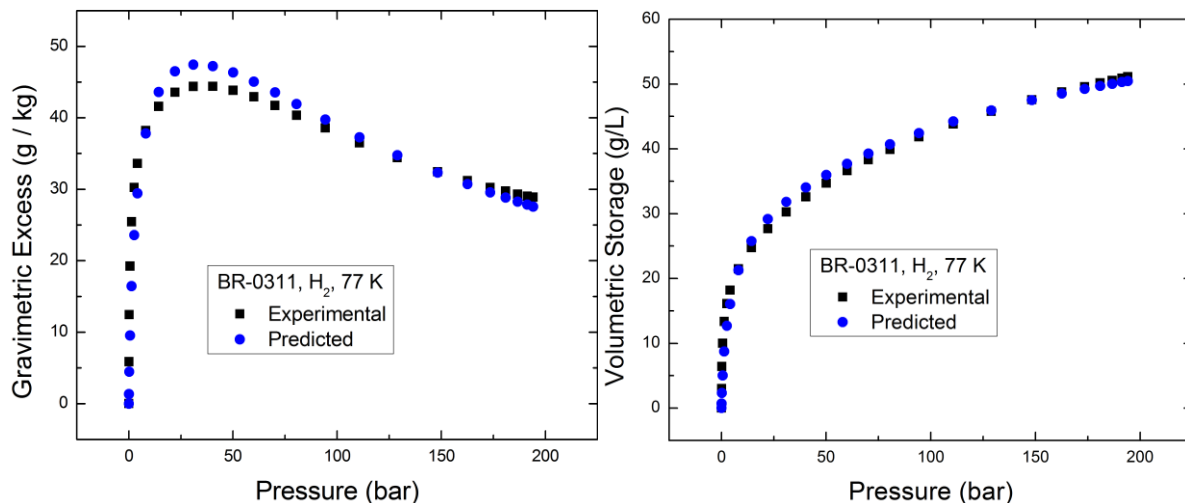 Gravimetric Excess (g / kg)
50
40
30
20
10
0
BR-0311, H₂, 77 K
Experimental
Predicted
0 50 100 150 200
Pressure (bar)
Volumetric Storage (g/L)
60
50
40
30
20
10
0
BR-0311, H₂, 77 K
Experimental
Predicted
0 50 100 150 200
Pressure (bar)